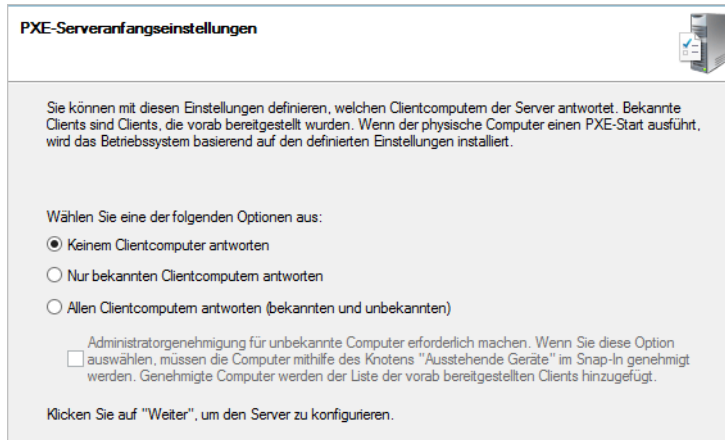 PXE-Serveranfangseinstellungen
Sie können mit diesen Einstellungen definieren, welchen Clientcomputern der Server antwortet. Bekannte
Clients sind Clients, die vorab bereitgestellt wurden. Wenn der physische Computer einen PXE-Start ausführt,
wird das Betriebssystem basierend auf den definierten Einstellungen installiert.
Wählen Sie eine der folgenden Optionen aus:
Keinem Clientcomputer antworten
Nur bekannten Clientcomputern antworten
Allen Clientcomputern antworten (bekannten und unbekannten)
Administratorgenehmigung für unbekannte Computer erforderlich machen. Wenn Sie diese Option
auswählen, müssen die Computer mithilfe des Knotens "Ausstehende Geräte" im Snap-In genehmigt
werden. Genehmigte Computer werden der Liste der vorab bereitgestellten Clients hinzugefügt.
Klicken Sie auf "Weiter", um den Server zu konfigurieren.